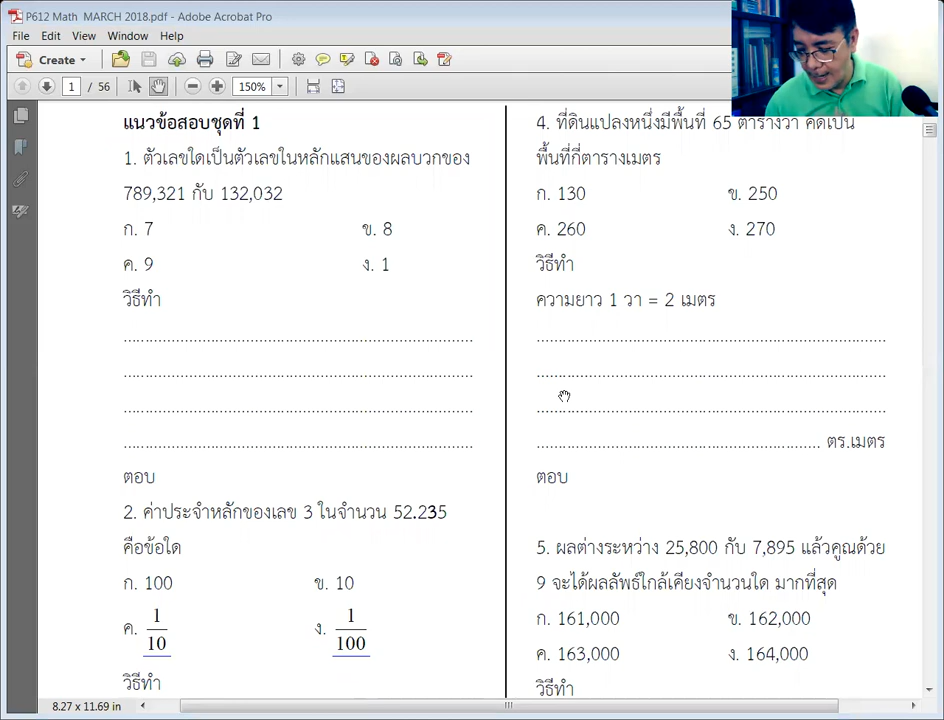 P612 Math MARCH 2018.pdf - Adobe Acrobat Pro
File Edit View Window Help
Create
1 / 56 150%
แนวข้อสอบชุดที่ 1
1. ตัวเลขใดเป็นตัวเลขในหลักแสนของผลบวกของ
789,321 กับ 132,032
ก. 7 ข. 8
ค. 9 ง. 1
วิธีทำ
................................................................................
................................................................................
................................................................................
................................................................................
ตอบ
2. ค่าประจำหลักของเลข 3 ในจำนวน 52.235
คือข้อใด
ก. 100 ข. 10
ค. 1/10 ง. 1/100
วิธีทำ
4. ที่ดินแปลงหนึ่งมีพื้นที่ 65 ตารางวา คิดเป็น
พื้นที่กี่ตารางเมตร
ก. 130 ข. 250
ค. 260 ง. 270
วิธีทำ
ความยาว 1 วา = 2 เมตร
................................................................................
................................................................................
................................................................................
................................................................. ตร.เมตร
ตอบ
5. ผลต่างระหว่าง 25,800 กับ 7,895 แล้วคูณด้วย
9 จะได้ผลลัพธ์ใกล้เคียงจำนวนใด มากที่สุด
ก. 161,000 ข. 162,000
ค. 163,000 ง. 164,000
วิธีทำ
8.27 x 11.69 in